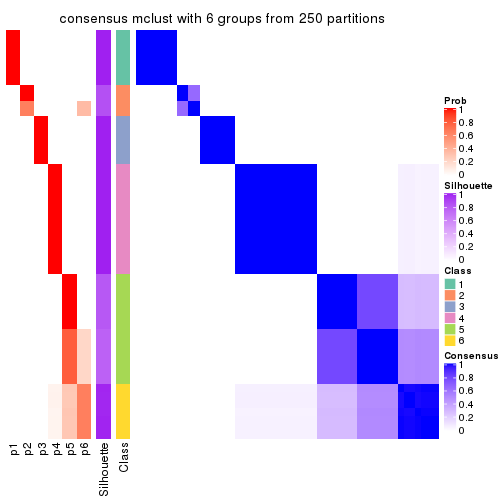 consensus mclust with 6 groups from 250 partitions
Prob
1
0.8
0.6
0.4
0.2
0
Silhouette
1
0.8
0.6
0.4
0.2
0
Class
1
2
3
4
5
6
Consensus
1
0.8
0.6
0.4
0.2
0
p1
p2
p3
p4
p5
p6
Silhouette
Class